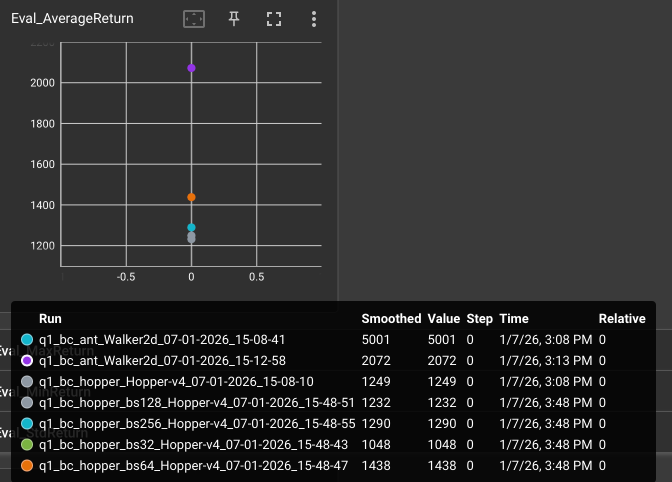 Eval_AverageReturn
2000
1800
1600
1400
1200
-0.5 0 0.5
Run Smoothed Value Step Time Relative
q1_bc_ant_Walker2d_07-01-2026_15-08-41 5001 5001 0 1/7/26, 3:08 PM 0
q1_bc_ant_Walker2d_07-01-2026_15-12-58 2072 2072 0 1/7/26, 3:13 PM 0
q1_bc_hopper_Hopper-v4_07-01-2026_15-08-10 1249 1249 0 1/7/26, 3:08 PM 0
q1_bc_hopper_bs128_Hopper-v4_07-01-2026_15-48-51 1232 1232 0 1/7/26, 3:48 PM 0
q1_bc_hopper_bs256_Hopper-v4_07-01-2026_15-48-55 1290 1290 0 1/7/26, 3:48 PM 0
q1_bc_hopper_bs32_Hopper-v4_07-01-2026_15-48-43 1048 1048 0 1/7/26, 3:48 PM 0
q1_bc_hopper_bs64_Hopper-v4_07-01-2026_15-48-47 1438 1438 0 1/7/26, 3:48 PM 0